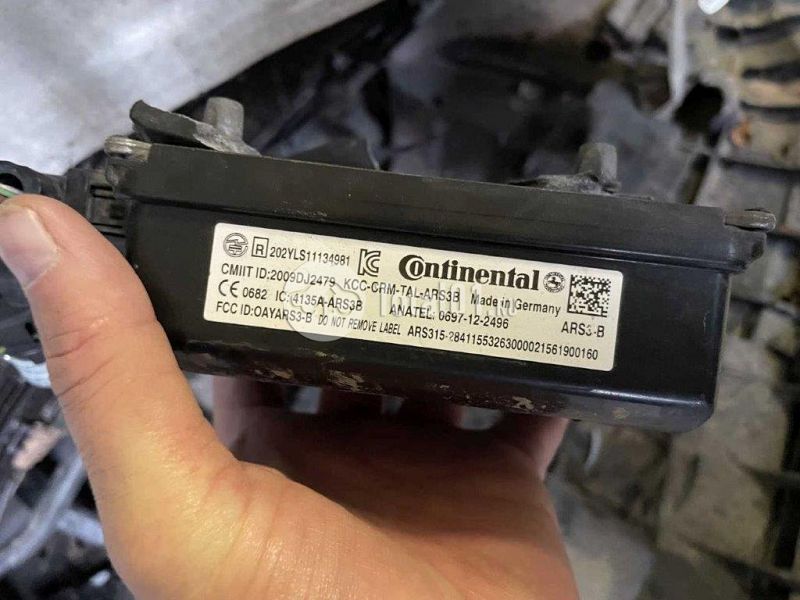 R 202YLS11134981 Continental
CMIIT ID:2009DJ2479 KCC-CRM-TAL-ARS3B Made in Germany
CE 0682 IC:4135A-ARS3B ANATEL 0697-12-2496 ARS3-B
FCC ID:OAYARS3-B DO NOT REMOVE LABEL ARS315-28411553263000021561900160